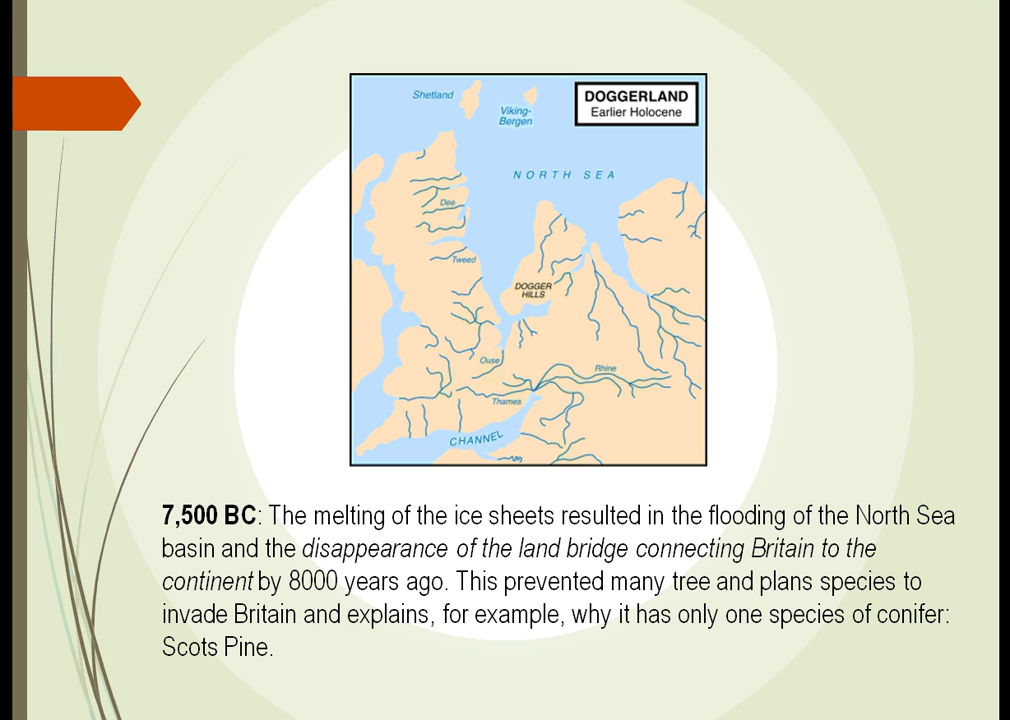 Shetland
Viking-
Bergen
DOGGERLAND
Earlier Holocene
NORTH SEA
Dee
Tweed
DOGGER
HILLS
Ouse
Rhine
Thames
CHANNEL
7,500 BC: The melting of the ice sheets resulted in the flooding of the North Sea
basin and the disappearance of the land bridge connecting Britain to the
continent by 8000 years ago. This prevented many tree and plans species to
invade Britain and explains, for example, why it has only one species of conifer:
Scots Pine.